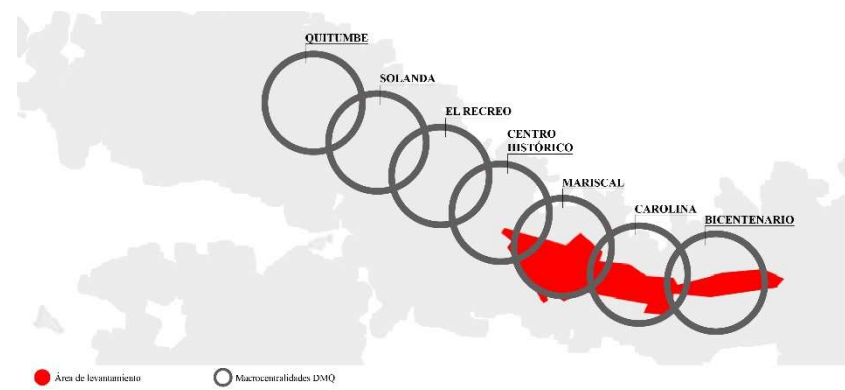 QUITUMBE
SOLANDA
EL RECREO
CENTRO
HISTÓRICO
MARISCAL
CAROLINA
BICENTENARIO
Área de levantamiento
Macrocentralidades DMQ